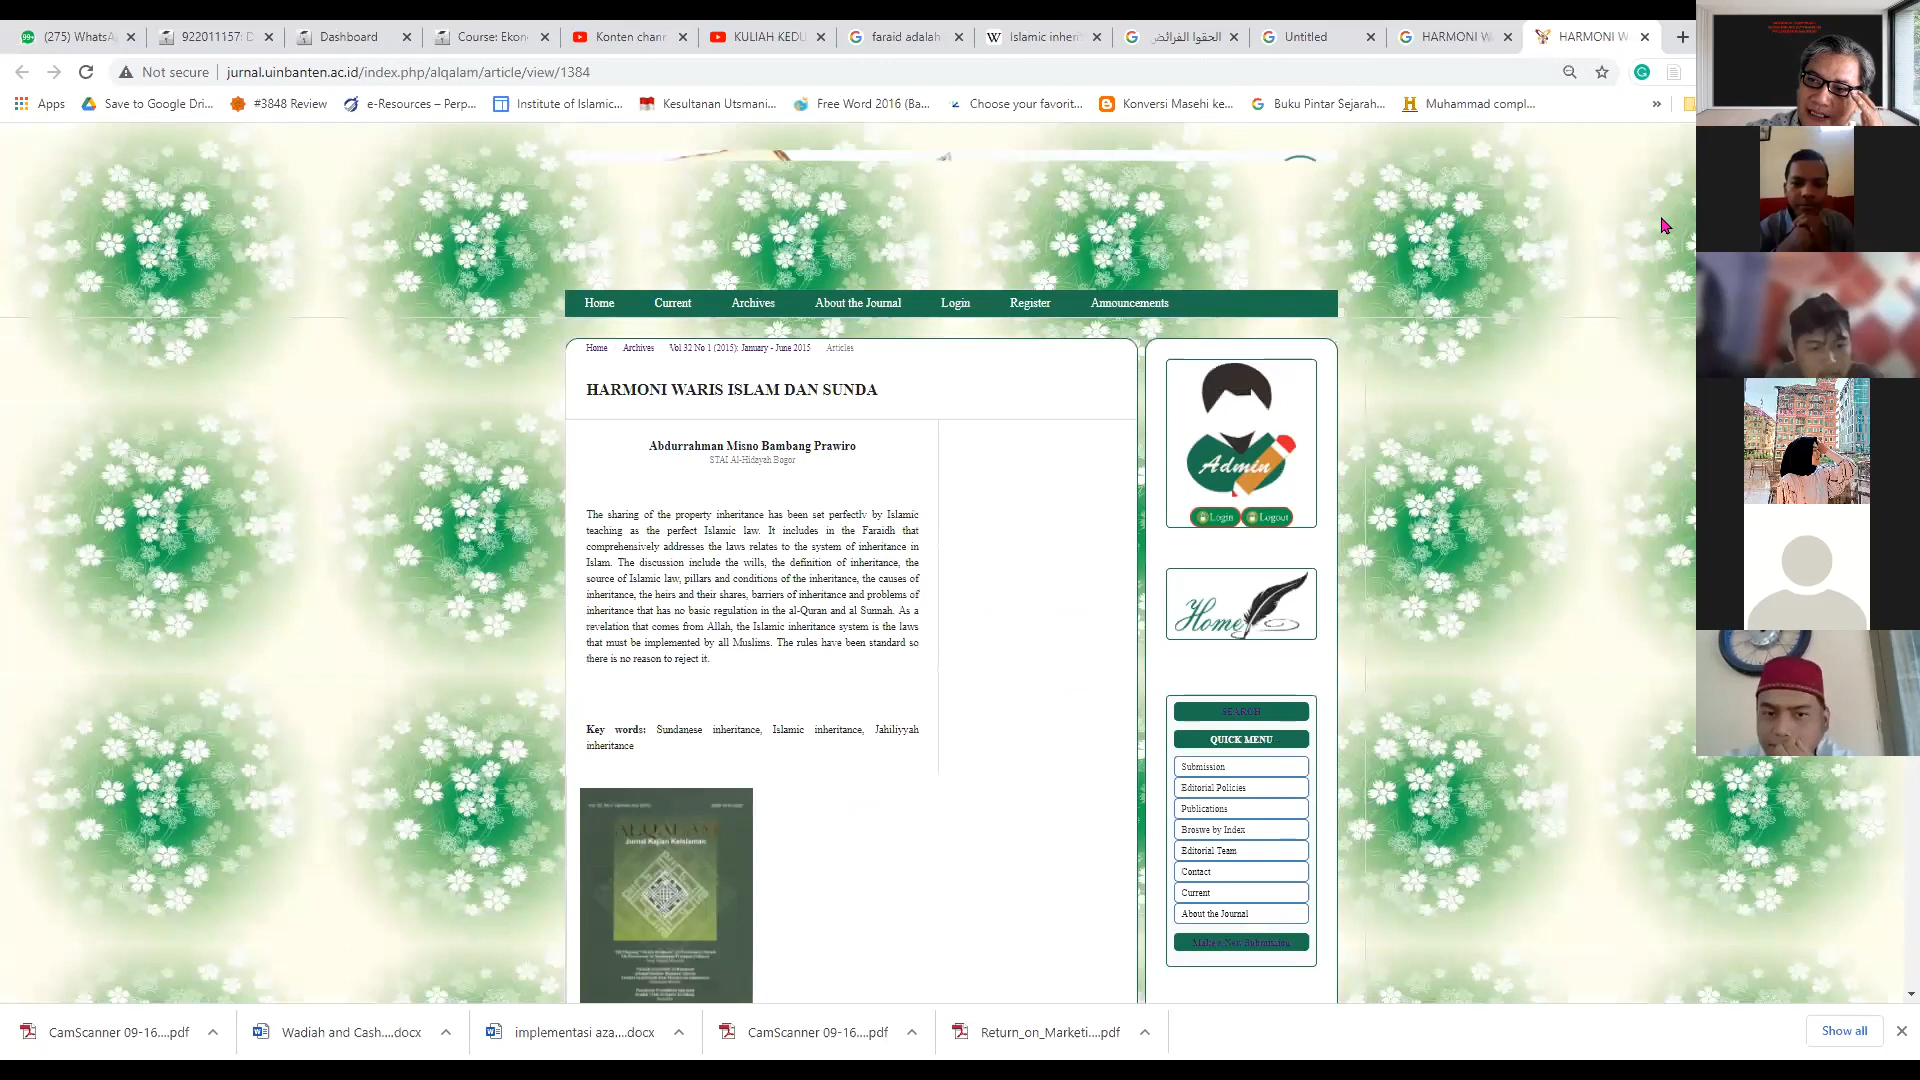 (275) WhatsA
922011157: D
Dashboard
Course: Ekon
Konten chann
KULIAH KEDU
faraid adalah
Islamic inheri
الحقوا الفرائض
Untitled
HARMONI W
HARMONI W
Not secure
jurnal.uinbanten.ac.id/index.php/alqalam/article/view/1384
Apps
Save to Google Dri...
#3848 Review
e-Resources – Perp...
Institute of Islamic...
Kesultanan Utsmani...
Free Word 2016 (Ba...
Choose your favorit...
Konversi Masehi ke...
Buku Pintar Sejarah...
Muhammad compl...
Home
Current
Archives
About the Journal
Login
Register
Announcements
Home
Archives
Vol 32 No 1 (2015): January - June 2015
Articles
HARMONI WARIS ISLAM DAN SUNDA
Abdurrahman Misno Bambang Prawiro
STAI Al-Hidayah Bogor
The sharing of the property inheritance has been set perfectly by Islamic
teaching as the perfect Islamic law. It includes in the Faraidh that
comprehensively addresses the laws relates to the system of inheritance in
Islam. The discussion include the wills, the definition of inheritance, the
source of Islamic law, pillars and conditions of the inheritance, the causes of
inheritance, the heirs and their shares, barriers of inheritance and problems of
inheritance that has no basic regulation in the al-Quran and al Sunnah. As a
revelation that comes from Allah, the Islamic inheritance system is the laws
that must be implemented by all Muslims. The rules have been standard so
there is no reason to reject it.
Key words: Sundanese inheritance, Islamic inheritance, Jahiliyyah
inheritance
ALQALAM
Jurnal Kajian Keislaman
Admin
Login
Logout
Home
SEARCH
QUICK MENU
Submission
Editorial Policies
Publications
Broswe by Index
Editorial Team
Contact
Current
About the Journal
Make a New Submission
CamScanner 09-16....pdf
Wadiah and Cash....docx
implementasi aza....docx
CamScanner 09-16....pdf
Return_on_Marketi....pdf
Show all